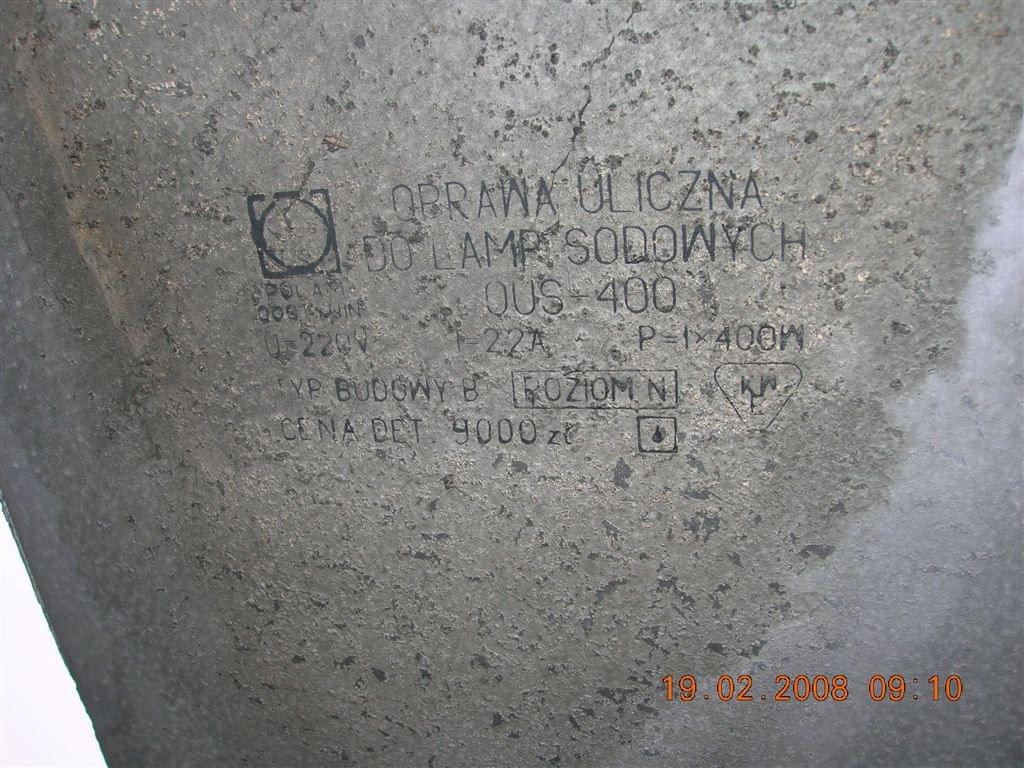 OPRAWA ULICZNA
DO LAMP SODOWYCH
OUS-400
U=220V I=2.2A P=1×400W
TYP BUDOWY B POZIOM N KW
CENA DET. 9000 zł
19.02.2008 09:10